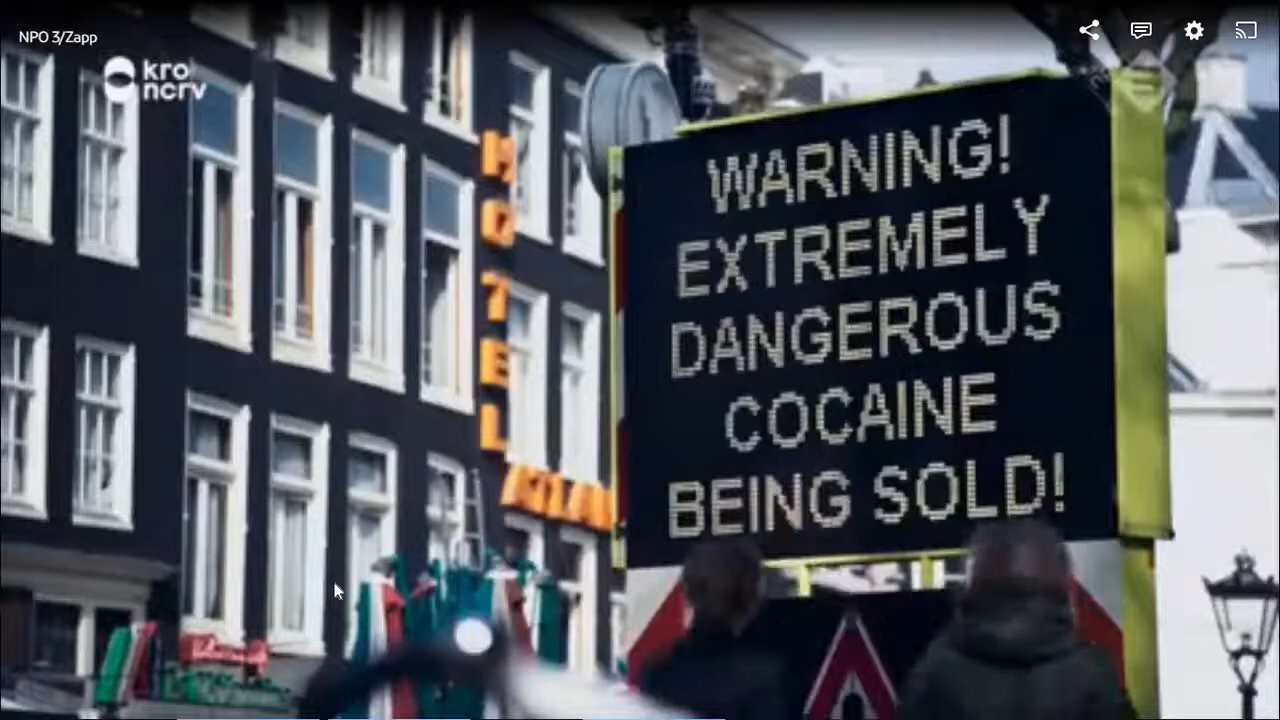 NPO 3/Zapp
kro
ncrv
HOTEL
WARNING!
EXTREMELY
DANGEROUS
COCAINE
BEING SOLD!